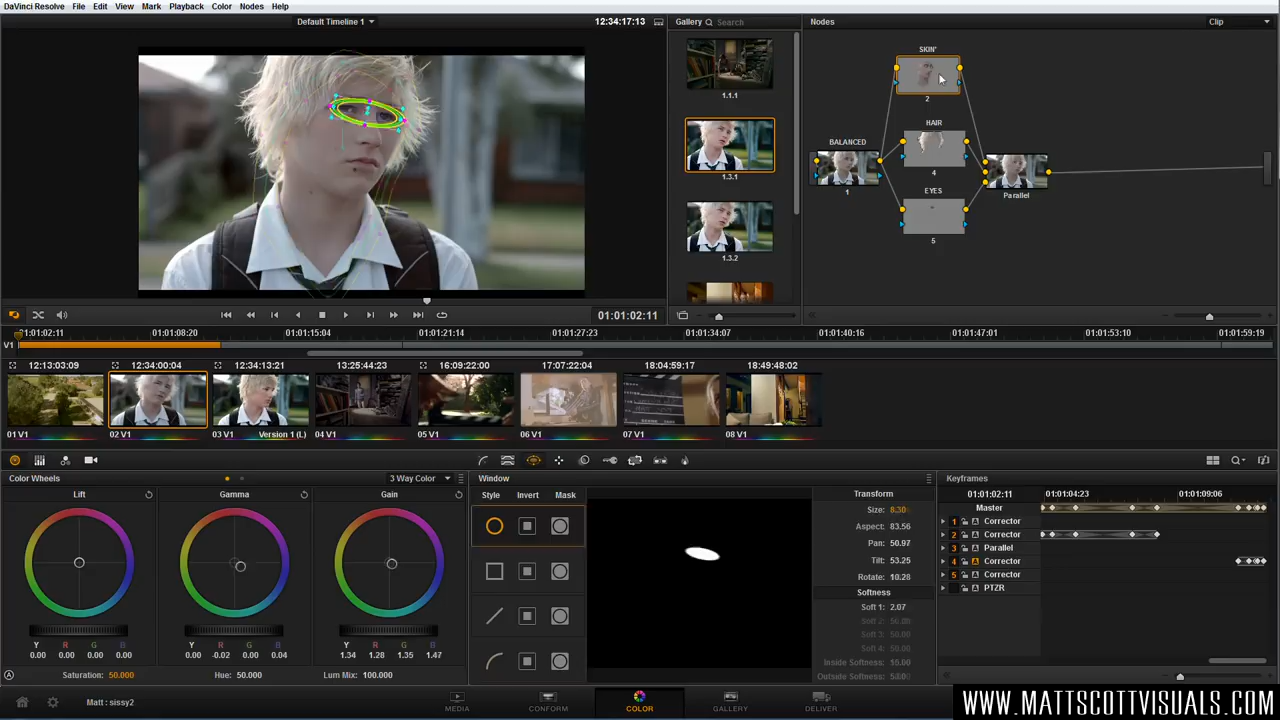 DaVinci Resolve File Edit View Mark Playback Color Nodes Help
Default Timeline 1 12:34:17:13 Gallery Search Nodes Clip
1.1.1
1.3.1
1.3.2
SKIN'
2
HAIR
4
BALANCED
1
EYES
5
Parallel
01:01:02:11
01:01:02:11 01:01:08:20 01:01:15:04 01:01:21:14 01:01:27:23 01:01:34:07 01:01:40:16 01:01:47:01 01:01:53:10 01:01:59:19
V1
12:13:03:09 12:34:00:04 12:34:13:21 13:25:44:23 16:09:22:00 17:07:22:04 18:04:59:17 18:49:48:02
01 V1 02 V1 03 V1 Version 1 (L) 04 V1 05 V1 06 V1 07 V1 08 V1
Color Wheels 3 Way Color Window Keyframes
Lift Gamma Gain
Y R G B Y R G B Y R G B
0.00 0.00 0.00 0.00 0.00 -0.02 0.00 0.04 1.34 1.28 1.35 1.47
A Saturation: 50.000 Hue: 50.000 Lum Mix: 100.000
Style Invert Mask
Transform
Size: 8.30
Aspect: 83.56
Pan: 50.97
Tilt: 53.25
Rotate: 10.28
Softness
Soft 1: 2.07
Soft 3: 50.00
Soft 4: 50.00
Inside Softness: 15.00
01:01:02:11 01:01:04:23 01:01:09:06
Master
1 A Corrector
2 A Corrector
3 A Parallel
4 A Corrector
5 A Corrector
A PTZR
Matt : sissy2 MEDIA CONFORM COLOR GALLERY DELIVER
WWW.MATTSCOTTVISUALS.COM